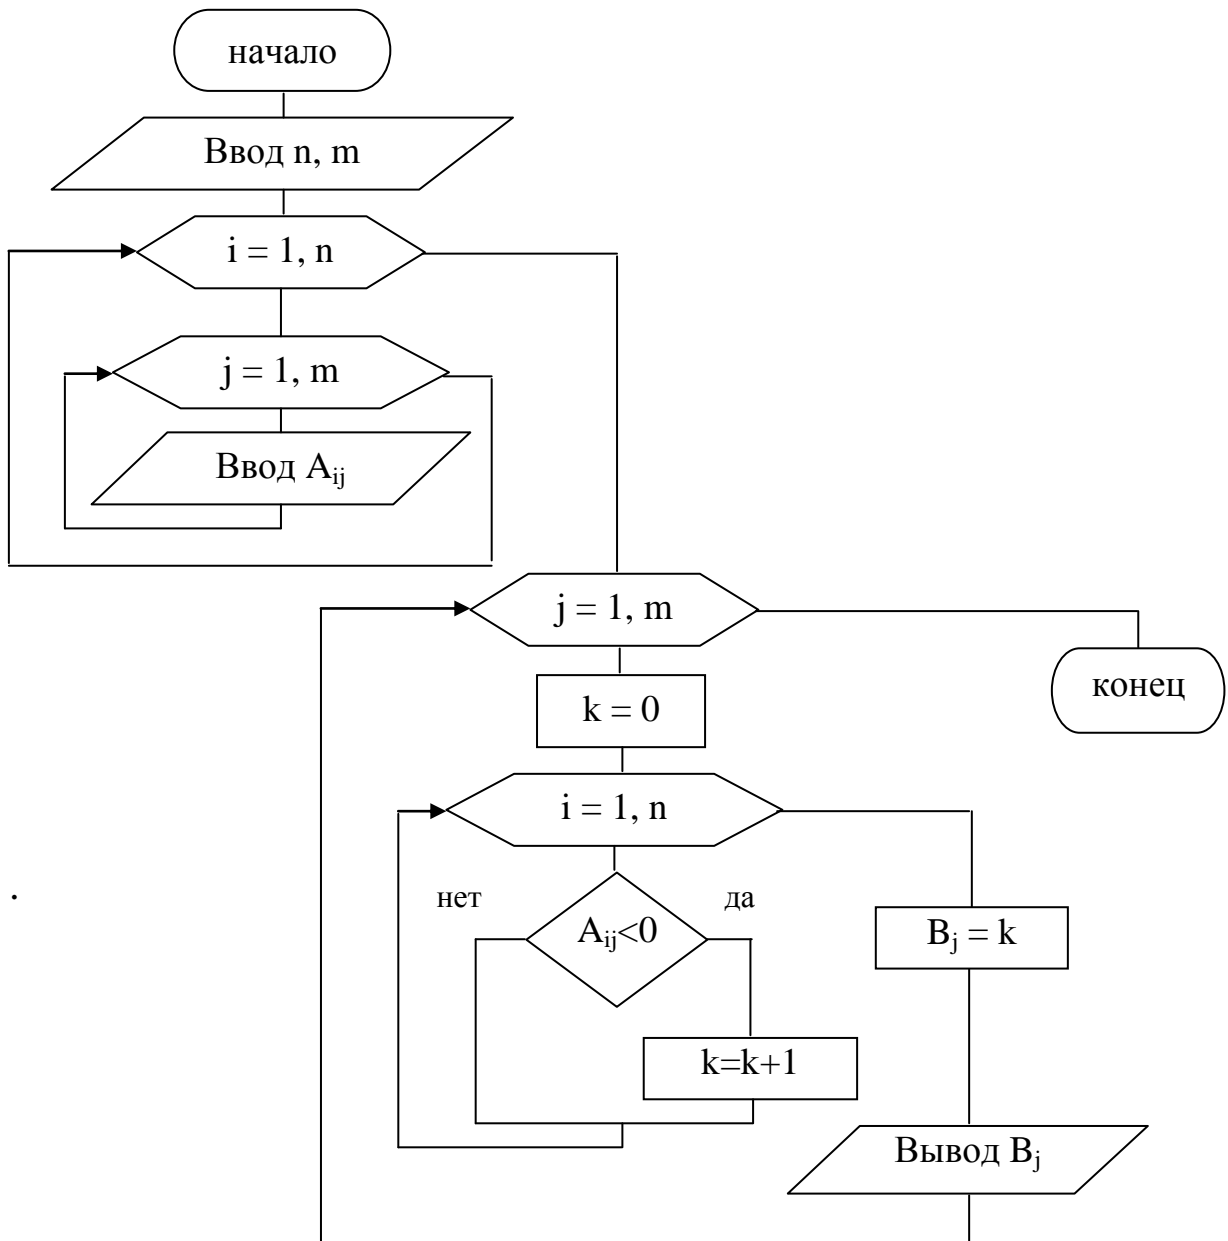 начало
Ввод n, m
i = 1, n
j = 1, m
Ввод Aij
j = 1, m
конец
k = 0
i = 1, n
.
нет
да
Aij<0
Bj = k
k=k+1
Вывод Bj